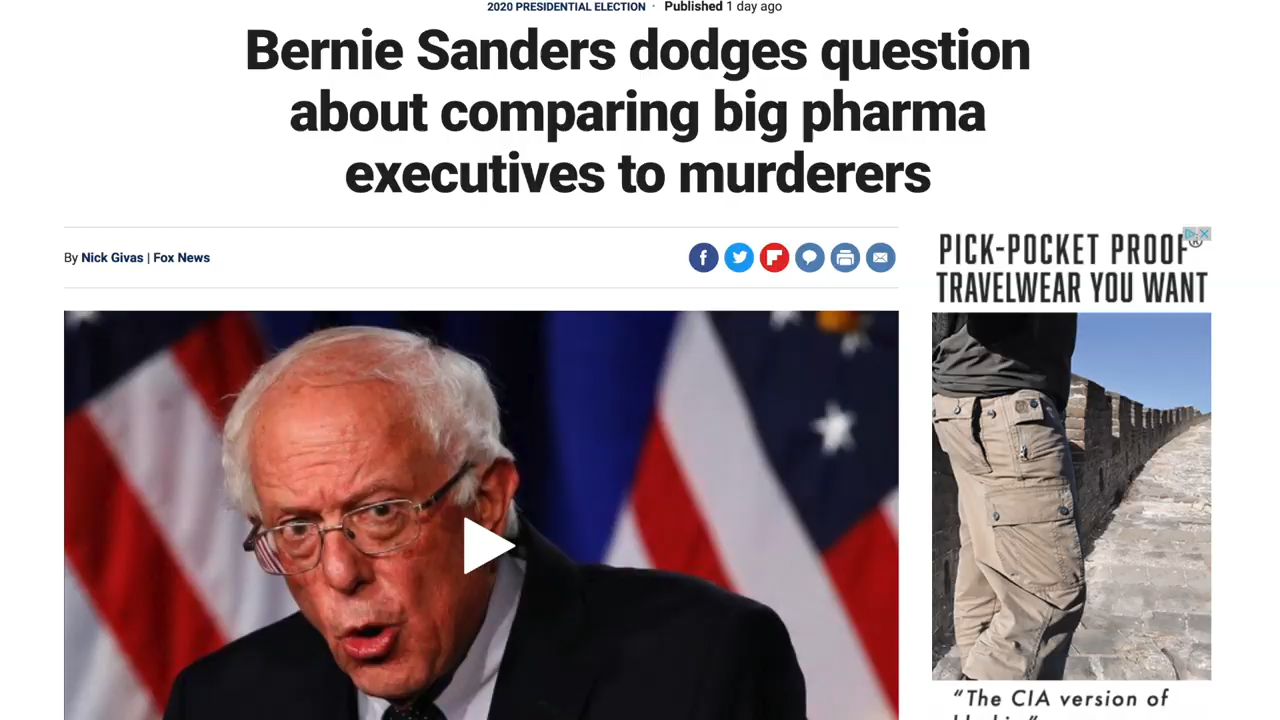 2020 PRESIDENTIAL ELECTION · Published 1 day ago
Bernie Sanders dodges question
about comparing big pharma
executives to murderers
By Nick Givas | Fox News
PICK-POCKET PROOF®
TRAVELWEAR YOU WANT
“The CIA version of